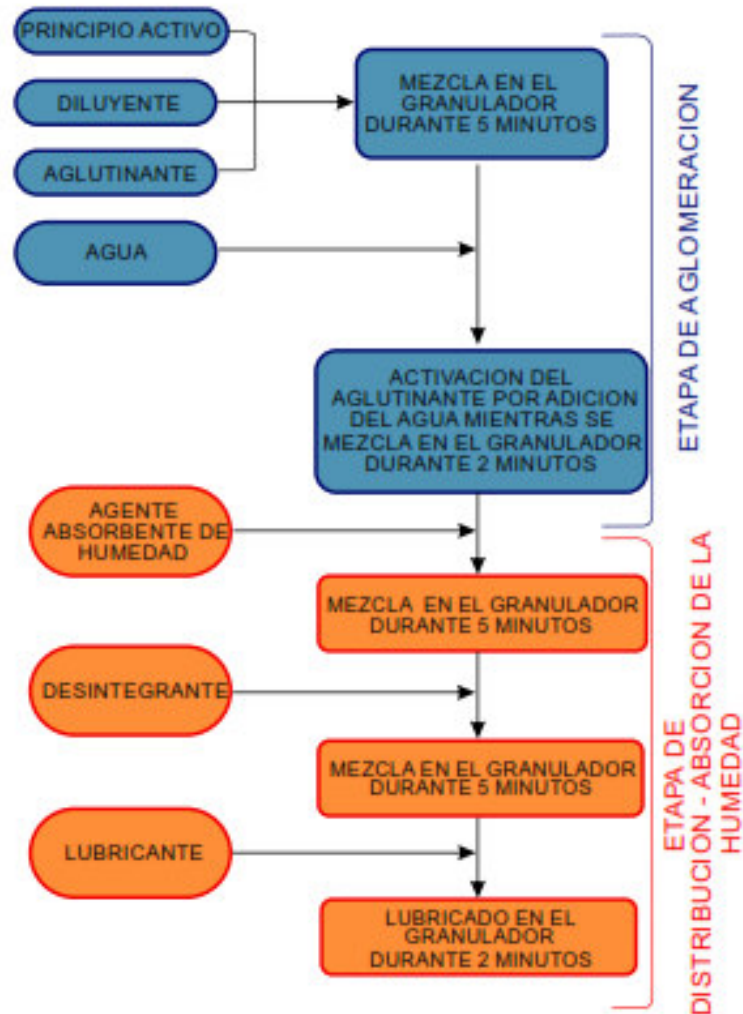 PRINCIPIO ACTIVO
DILUYENTE
AGLUTINANTE
MEZCLA EN EL
GRANULADOR
DURANTE 5 MINUTOS
AGUA
ACTIVACION DEL
AGLUTINANTE POR ADICION
DEL AGUA MIENTRAS SE
MEZCLA EN EL GRANULADOR
DURANTE 2 MINUTOS
ETAPA DE AGLOMERACION
AGENTE
ABSORBENTE DE
HUMEDAD
MEZCLA EN EL GRANULADOR
DURANTE 5 MINUTOS
DESINTEGRANTE
MEZCLA EN EL GRANULADOR
DURANTE 5 MINUTOS
LUBRICANTE
LUBRICADO EN EL
GRANULADOR
DURANTE 2 MINUTOS
ETAPA DE
DISTRIBUCIÓN - ABSORCION DE LA
HUMEDAD